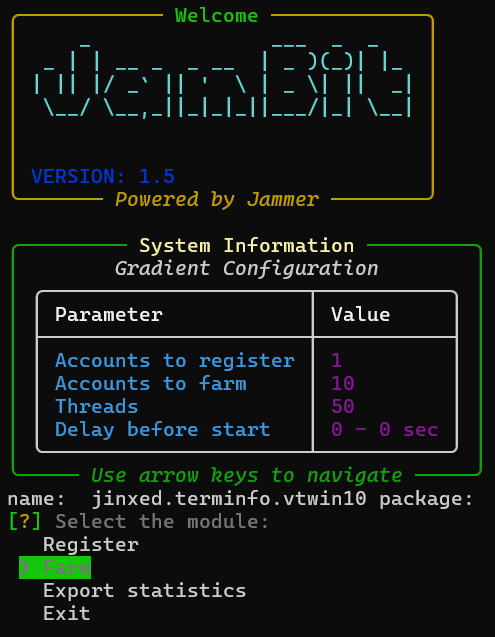 Welcome
JamBit
VERSION: 1.5
Powered by Jammer
System Information
Gradient Configuration
Parameter Value
Accounts to register 1
Accounts to farm 10
Threads 50
Delay before start 0 - 0 sec
Use arrow keys to navigate
name: jinxed.terminfo.vtwin10 package:
[?] Select the module:
Register
> Farm
Export statistics
Exit